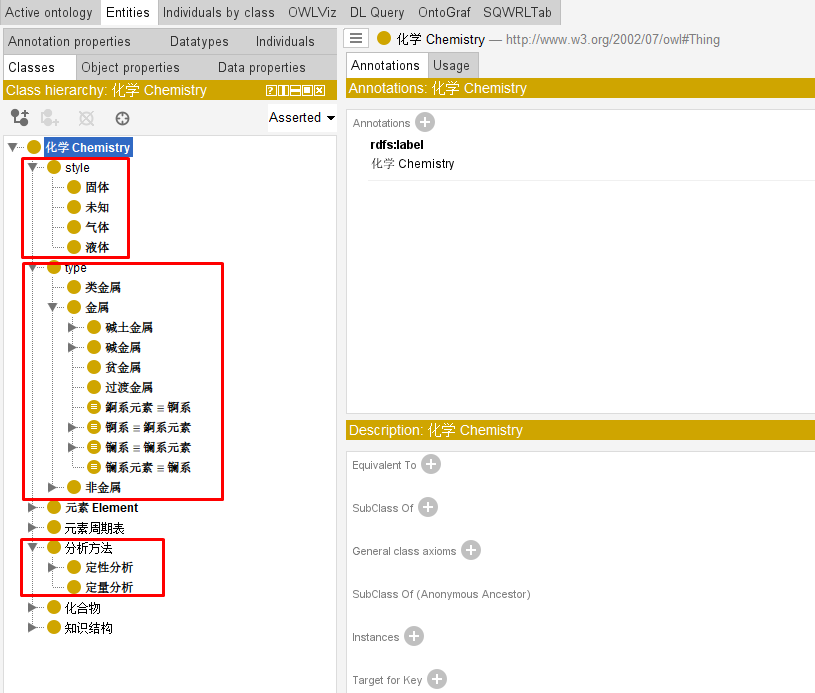 Active ontology Entities Individuals by class OWLViz DL Query OntoGraf SQWRLTab
Annotation properties Datatypes Individuals
Classes Object properties Data properties
Class hierarchy: 化学 Chemistry
Asserted
化学 Chemistry
style
固体
未知
气体
液体
type
类金属
金属
碱土金属
碱金属
贫金属
过渡金属
錒系元素 ≡ 锕系
锕系 ≡ 錒系元素
镧系 ≡ 镧系元素
镧系元素 ≡ 镧系
非金属
元素 Element
元素周期表
分析方法
定性分析
定量分析
化合物
知识结构
化学 Chemistry — http://www.w3.org/2002/07/owl#Thing
Annotations Usage
Annotations: 化学 Chemistry
Annotations
rdfs:label
化学 Chemistry
Description: 化学 Chemistry
Equivalent To
SubClass Of
General class axioms
SubClass Of (Anonymous Ancestor)
Instances
Target for Key